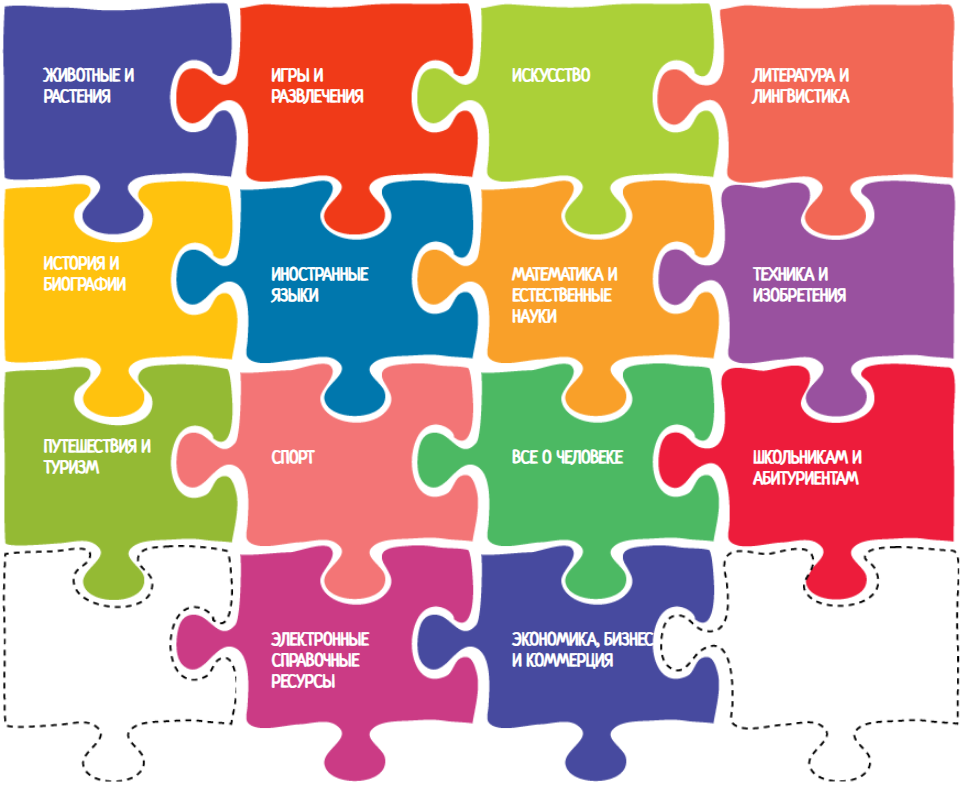 ЖИВОТНЫЕ И
РАСТЕНИЯ
ИГРЫ И
РАЗВЛЕЧЕНИЯ
ИСКУССТВО
ЛИТЕРАТУРА И
ЛИНГВИСТИКА
ИСТОРИЯ И
БИОГРАФИИ
ИНОСТРАННЫЕ
ЯЗЫКИ
МАТЕМАТИКА И
ЕСТЕСТВЕННЫЕ
НАУКИ
ТЕХНИКА И
ИЗОБРЕТЕНИЯ
ПУТЕШЕСТВИЯ И
ТУРИЗМ
СПОРТ
ВСЕ О ЧЕЛОВЕКЕ
ШКОЛЬНИКАМ И
АБИТУРИЕНТАМ
ЭЛЕКТРОННЫЕ
СПРАВОЧНЫЕ
РЕСУРСЫ
ЭКОНОМИКА, БИЗНЕС
И КОММЕРЦИЯ